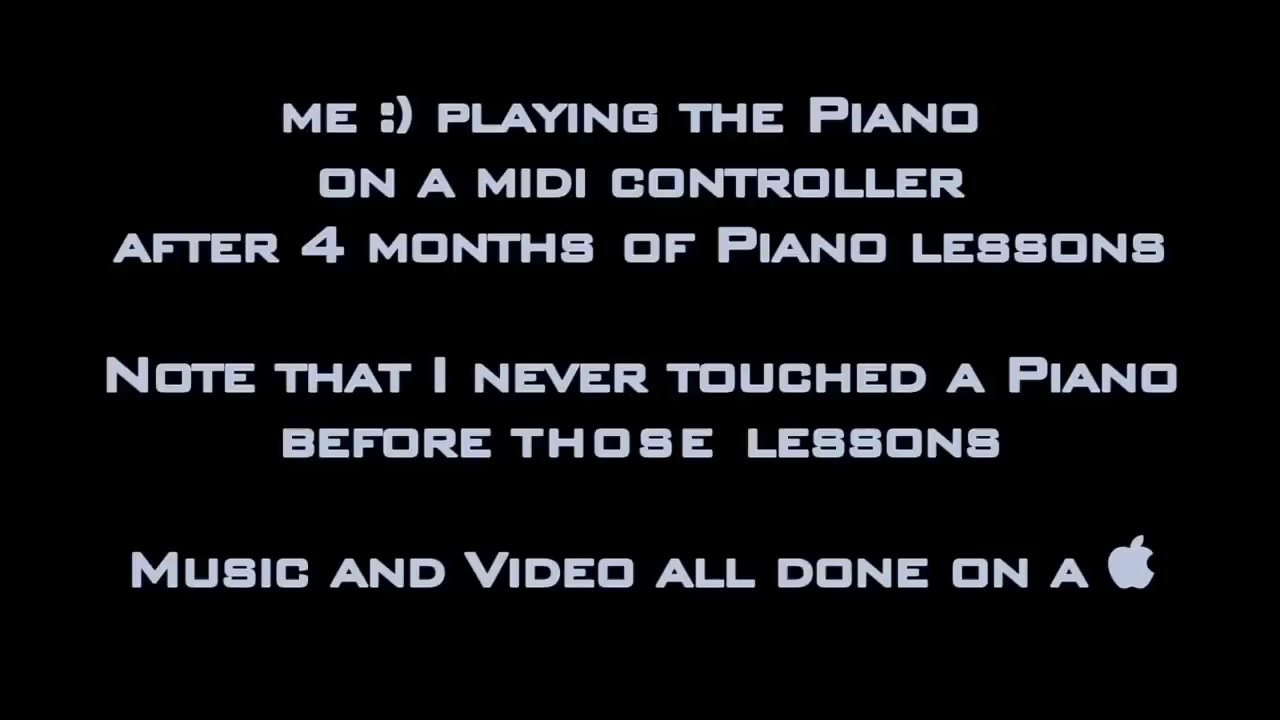 me :) playing the Piano
on a midi controller
after 4 months of Piano lessons
Note that I never touched a Piano
before those lessons
Music and Video all done on a